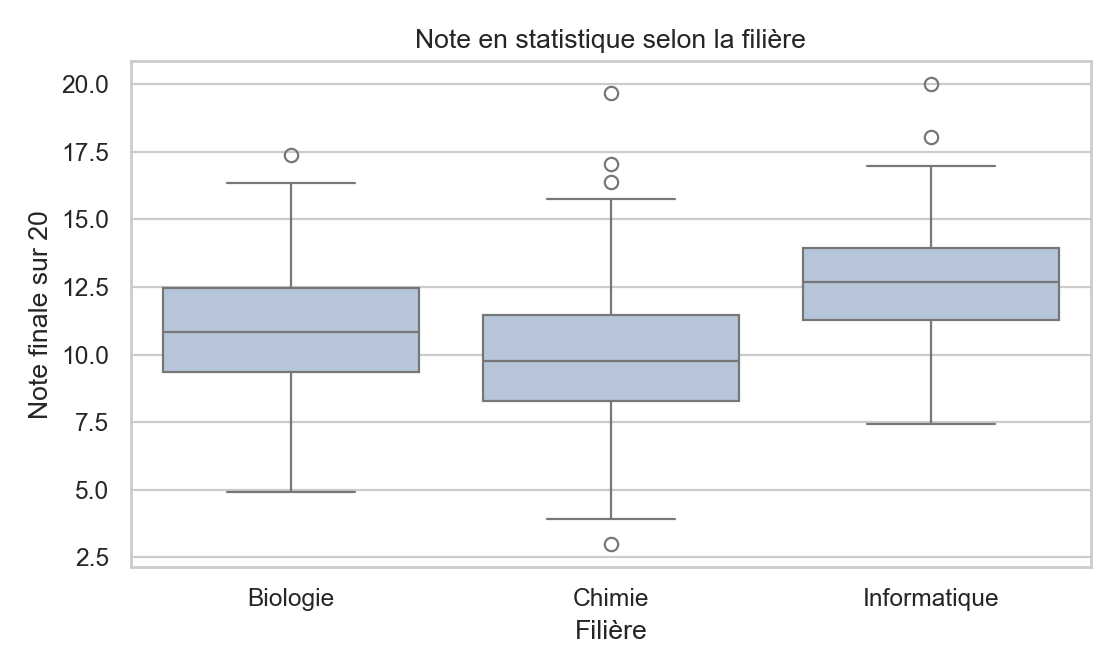 Note en statistique selon la filière
Note finale sur 20
20.0
17.5
15.0
12.5
10.0
7.5
5.0
2.5
Biologie
Chimie
Informatique
Filière